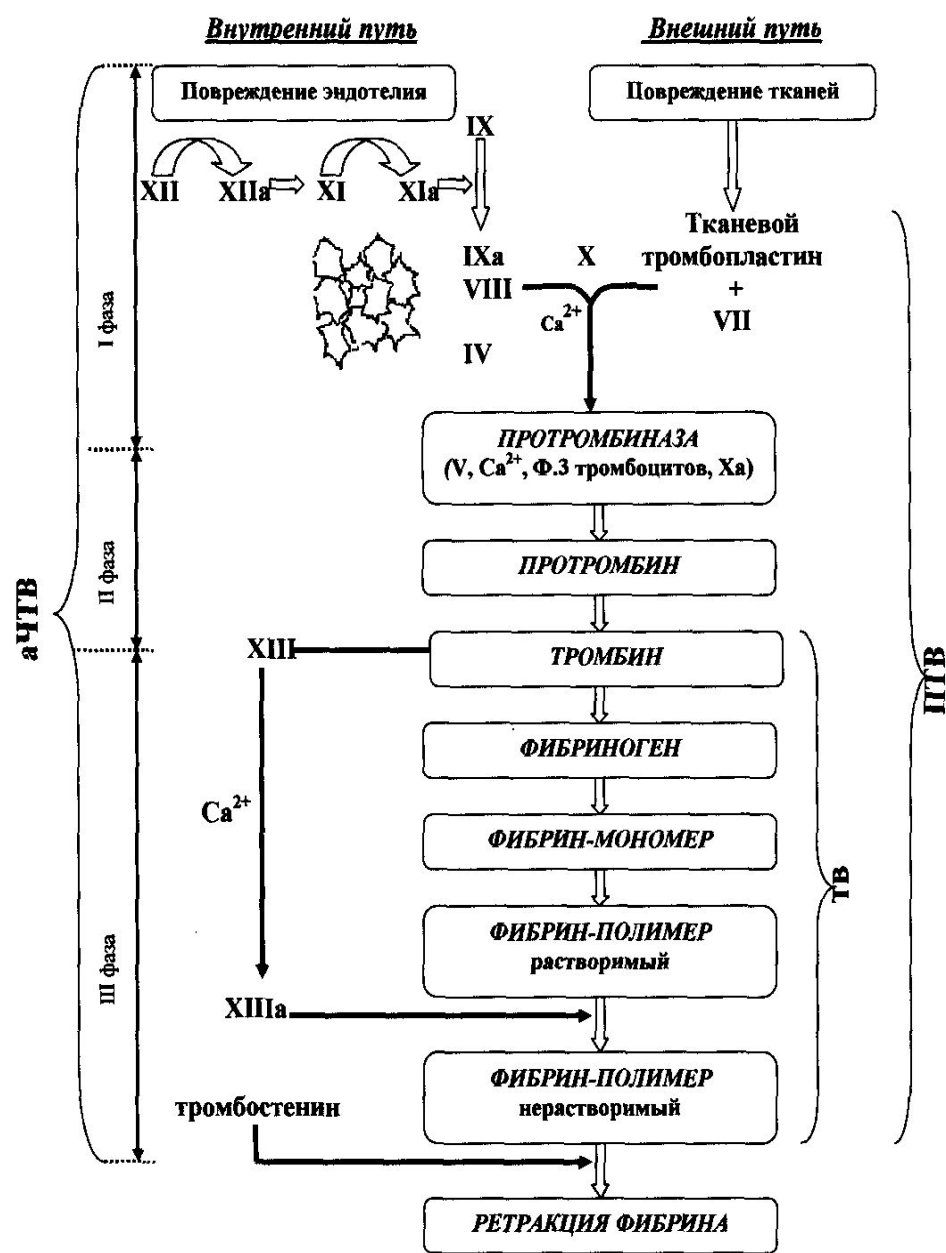 Внутренний путь
Внешний путь
Повреждение эндотелия
Повреждение тканей
IX
XII
XIIa
XI
XIa
Тканевой
тромбопластин
+
VII
IXa
X
VIII
Ca2+
IV
I фаза
ПРОТРОМБИНАЗА
(V, Ca2+, Ф.3 тромбоцитов, Xa)
II фаза
ПРОТРОМБИН
аЧТВ
XIII
ТРОМБИН
ПТВ
ФИБРИНОГЕН
Ca2+
ФИБРИН-МОНОМЕР
ТВ
III фаза
ФИБРИН-ПОЛИМЕР
растворимый
XIIIa
ФИБРИН-ПОЛИМЕР
нерастворимый
тромбостенин
РЕТРАКЦИЯ ФИБРИНА